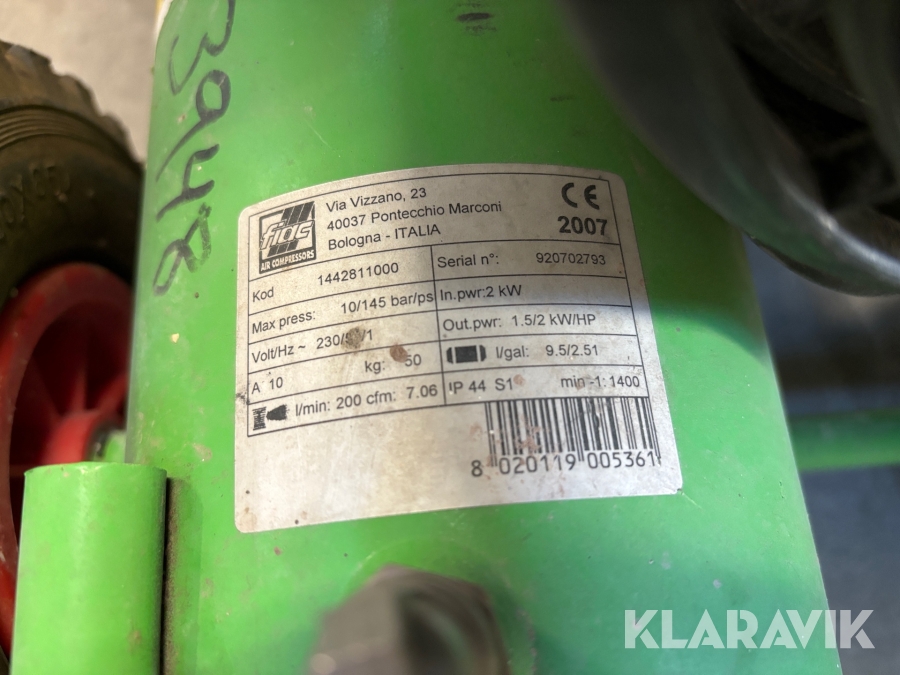 3948
fiac
AIR COMPRESSORS
Via Vizzano, 23
40037 Pontecchio Marconi
Bologna - ITALIA
CE
2007
Kod 1442811000
Serial n°: 920702793
Max press: 10/145 bar/ps
In.pwr:2 kW
Volt/Hz ~ 230/
Out.pwr: 1.5/2 kW/HP
A 10 kg: 50
l/gal: 9.5/2.51
l/min: 200 cfm: 7.06
IP 44 S1 min -1: 1400
8 020119 005361
KLARAVIK